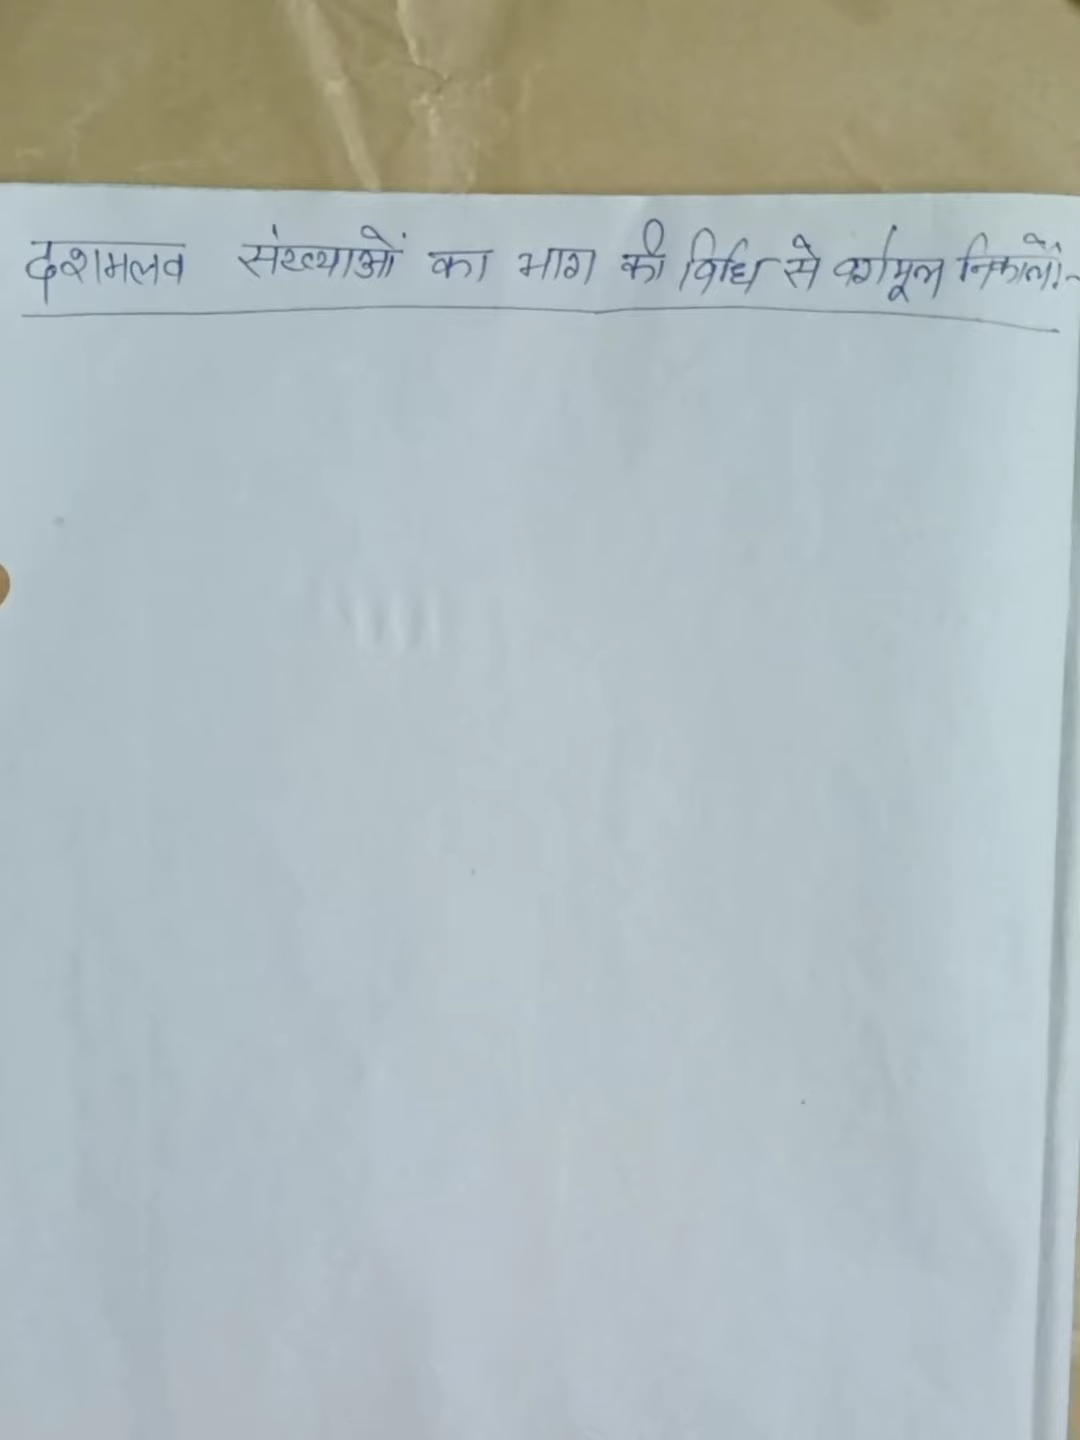 दशमलव संख्याओं का भाग की विधि से वर्गमूल निकालें:-